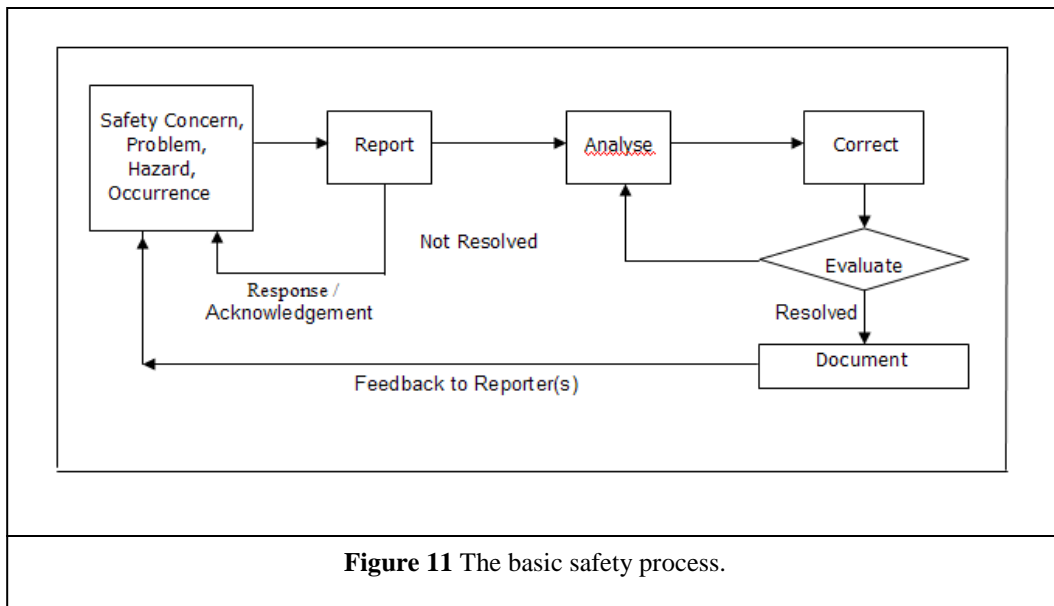 Safety Concern,
Problem,
Hazard,
Occurrence
Report
Analyse
Correct
Not Resolved
Evaluate
Response /
Acknowledgement
Resolved
Document
Feedback to Reporter(s)
Figure 11 The basic safety process.